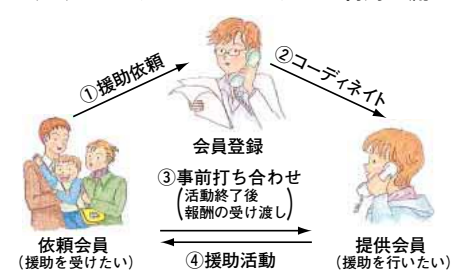 ①援助依頼
②コーディネイト
会員登録
③事前打ち合わせ
(活動終了後
報酬の受け渡し)
依頼会員
(援助を受けたい)
④援助活動
提供会員
(援助を行いたい)